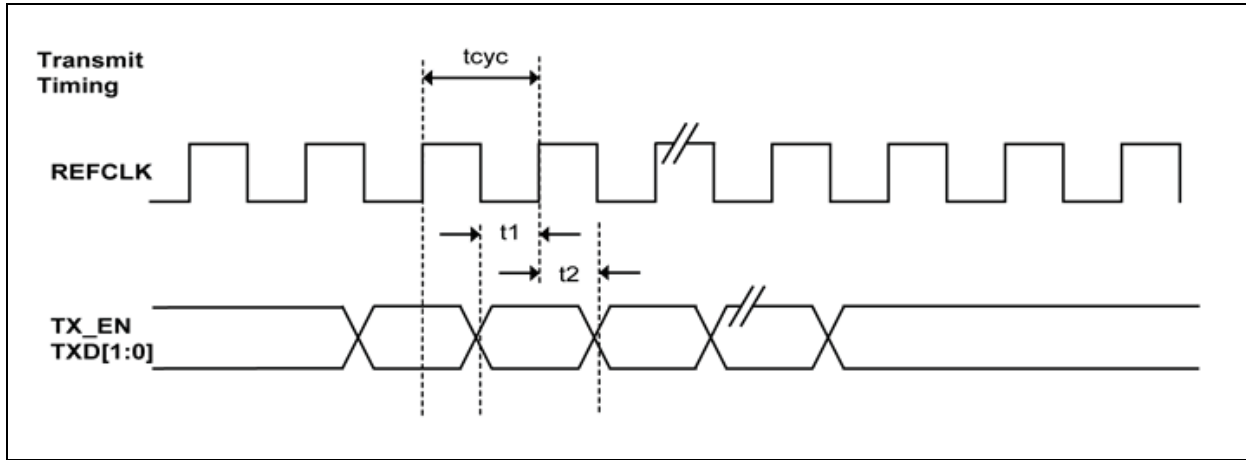 Transmit
Timing
tcyc
REFCLK
t1
t2
TX_EN
TXD[1:0]